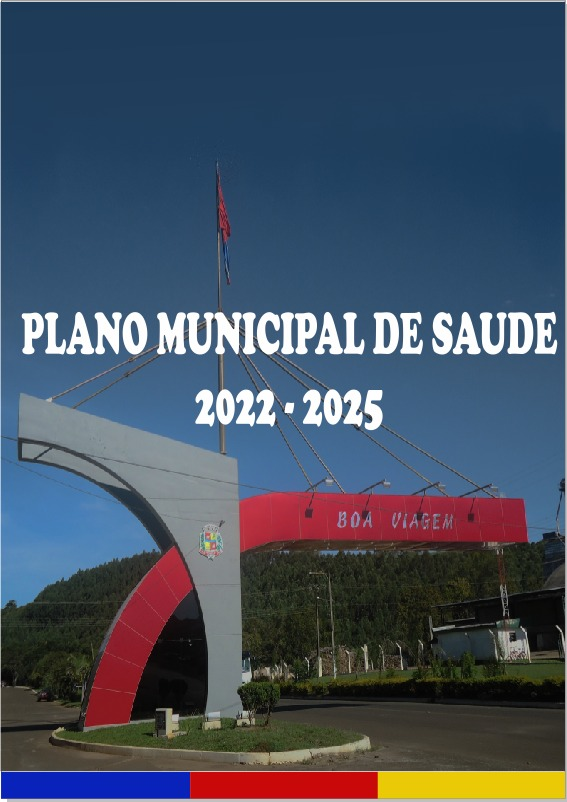 PLANO MUNICIPAL DE SAUDE
2022 - 2025
BOA VIAGEM